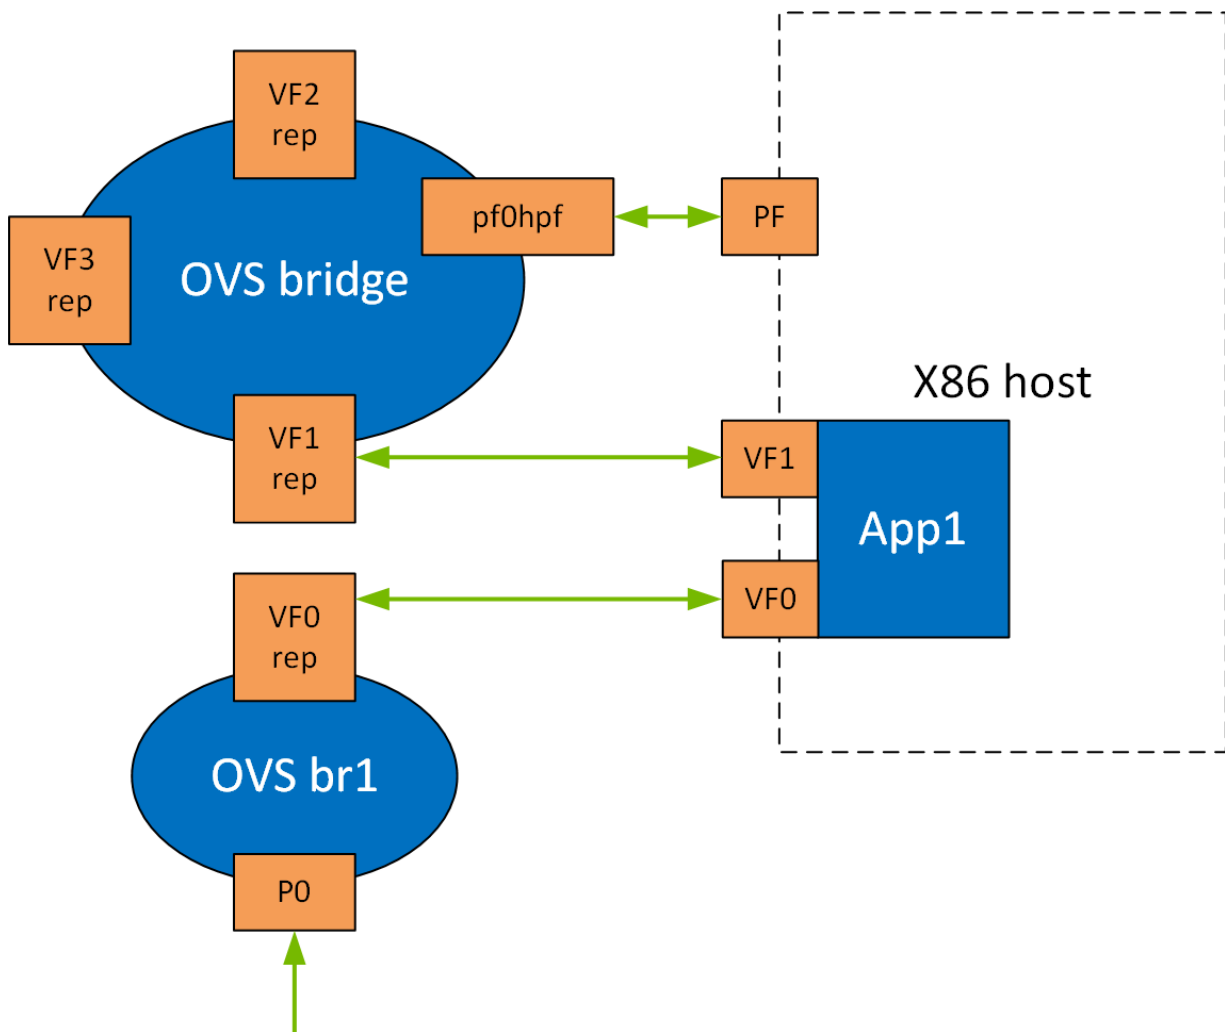 VF2
rep
pf0hpf
PF
VF3
rep
OVS bridge
X86 host
VF1
rep
VF1
App1
VF0
rep
VF0
OVS br1
P0